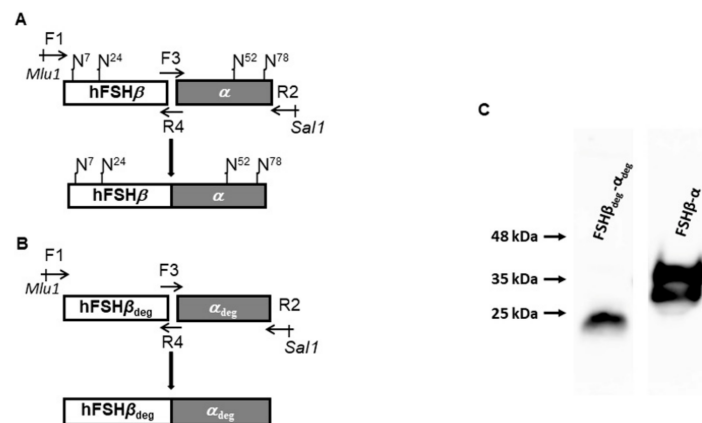 A
F1
Mlu1
N⁷ N²⁴ F3 N⁵² N⁷⁸
hFSHβ α R2
R4 Sal1
N⁷ N²⁴ N⁵² N⁷⁸
hFSHβ α
B
F1
Mlu1
F3
hFSHβdeg αdeg R2
R4 Sal1
hFSHβdeg αdeg
C
FSHβdeg-αdeg
FSHβ-α
48 kDa
35 kDa
25 kDa